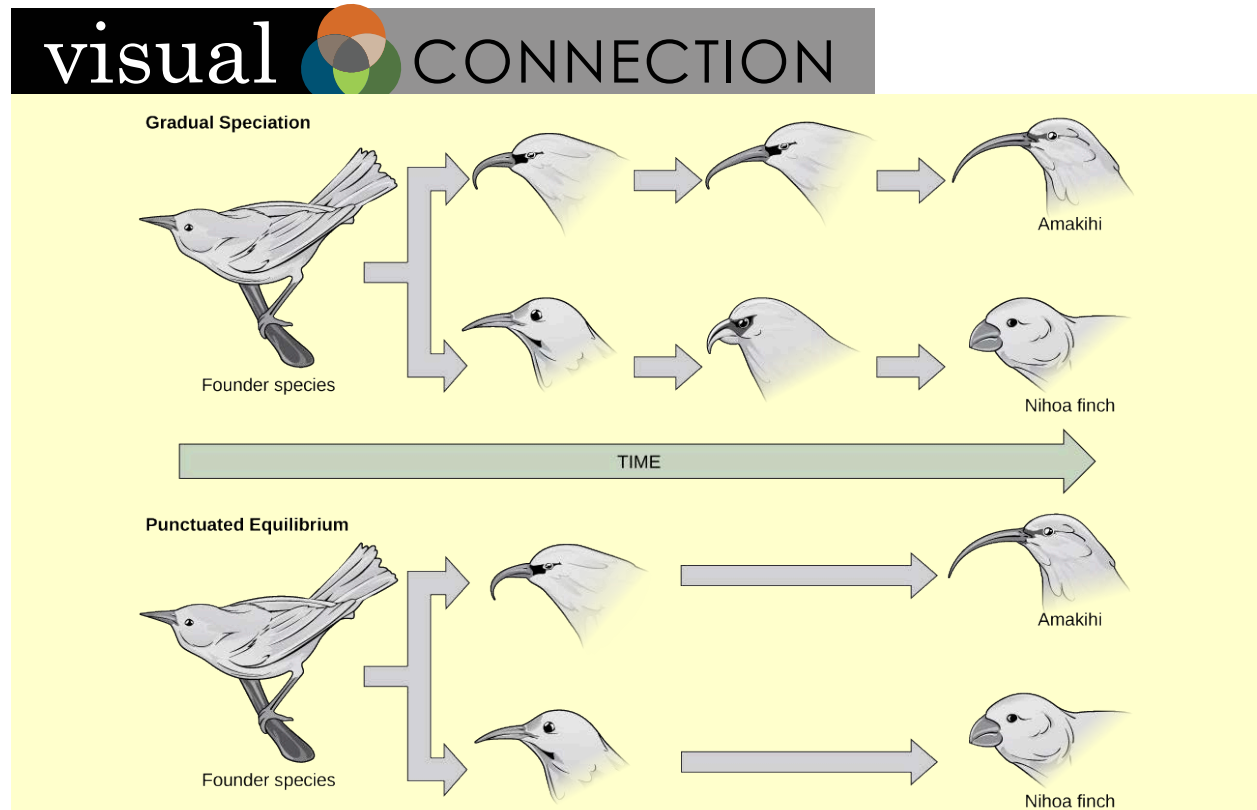 visual CONNECTION
Gradual Speciation
Amakihi
Founder species
Nihoa finch
TIME
Punctuated Equilibrium
Amakihi
Founder species
Nihoa finch